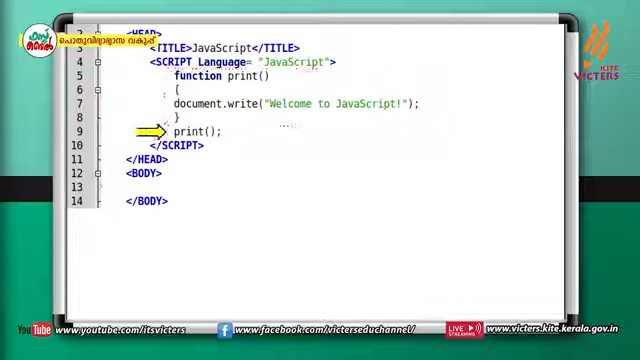 ഫസ്റ്റ് ബെൽ
പൊതുവിദ്യാഭ്യാസ വകുപ്പ്
KITE
VICTERS
2 <HEAD>
3 <TITLE>JavaScript</TITLE>
4 <SCRIPT Language= "JavaScript">
5 function print()
6 {
7 document.write("Welcome to JavaScript!");
8 }
9 print();
10 </SCRIPT>
11 </HEAD>
12 <BODY>
13
14 </BODY>
YouTube www.youtube.com/itsvicters
f www.facebook.com/victerseduchannel/
LIVE STREAMING www.victers.kite.kerala.gov.in